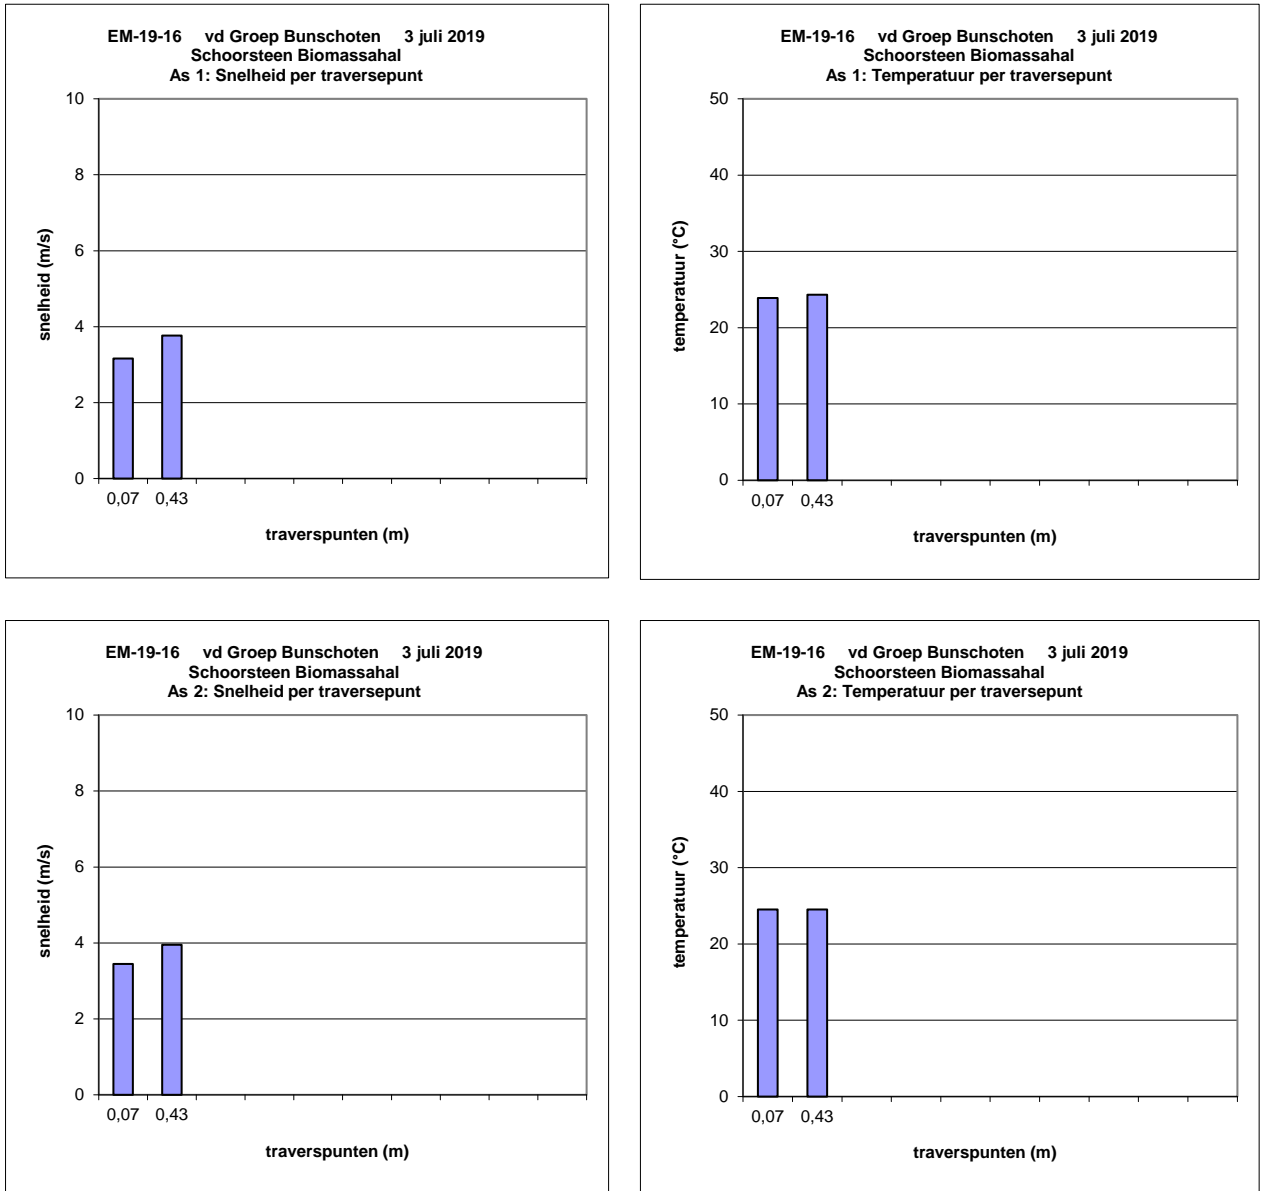 EM-19-16 vd Groep Bunschoten 3 juli 2019
Schoorsteen Biomassahal
As 1: Snelheid per traversepunt
10
8
6
4
2
0
snelheid (m/s)
0,07 0,43
traverspunten (m)
EM-19-16 vd Groep Bunschoten 3 juli 2019
Schoorsteen Biomassahal
As 1: Temperatuur per traversepunt
50
40
30
20
10
0
temperatuur (°C)
0,07 0,43
traverspunten (m)
EM-19-16 vd Groep Bunschoten 3 juli 2019
Schoorsteen Biomassahal
As 2: Snelheid per traversepunt
10
8
6
4
2
0
snelheid (m/s)
0,07 0,43
traverspunten (m)
EM-19-16 vd Groep Bunschoten 3 juli 2019
Schoorsteen Biomassahal
As 2: Temperatuur per traversepunt
50
40
30
20
10
0
temperatuur (°C)
0,07 0,43
traverspunten (m)